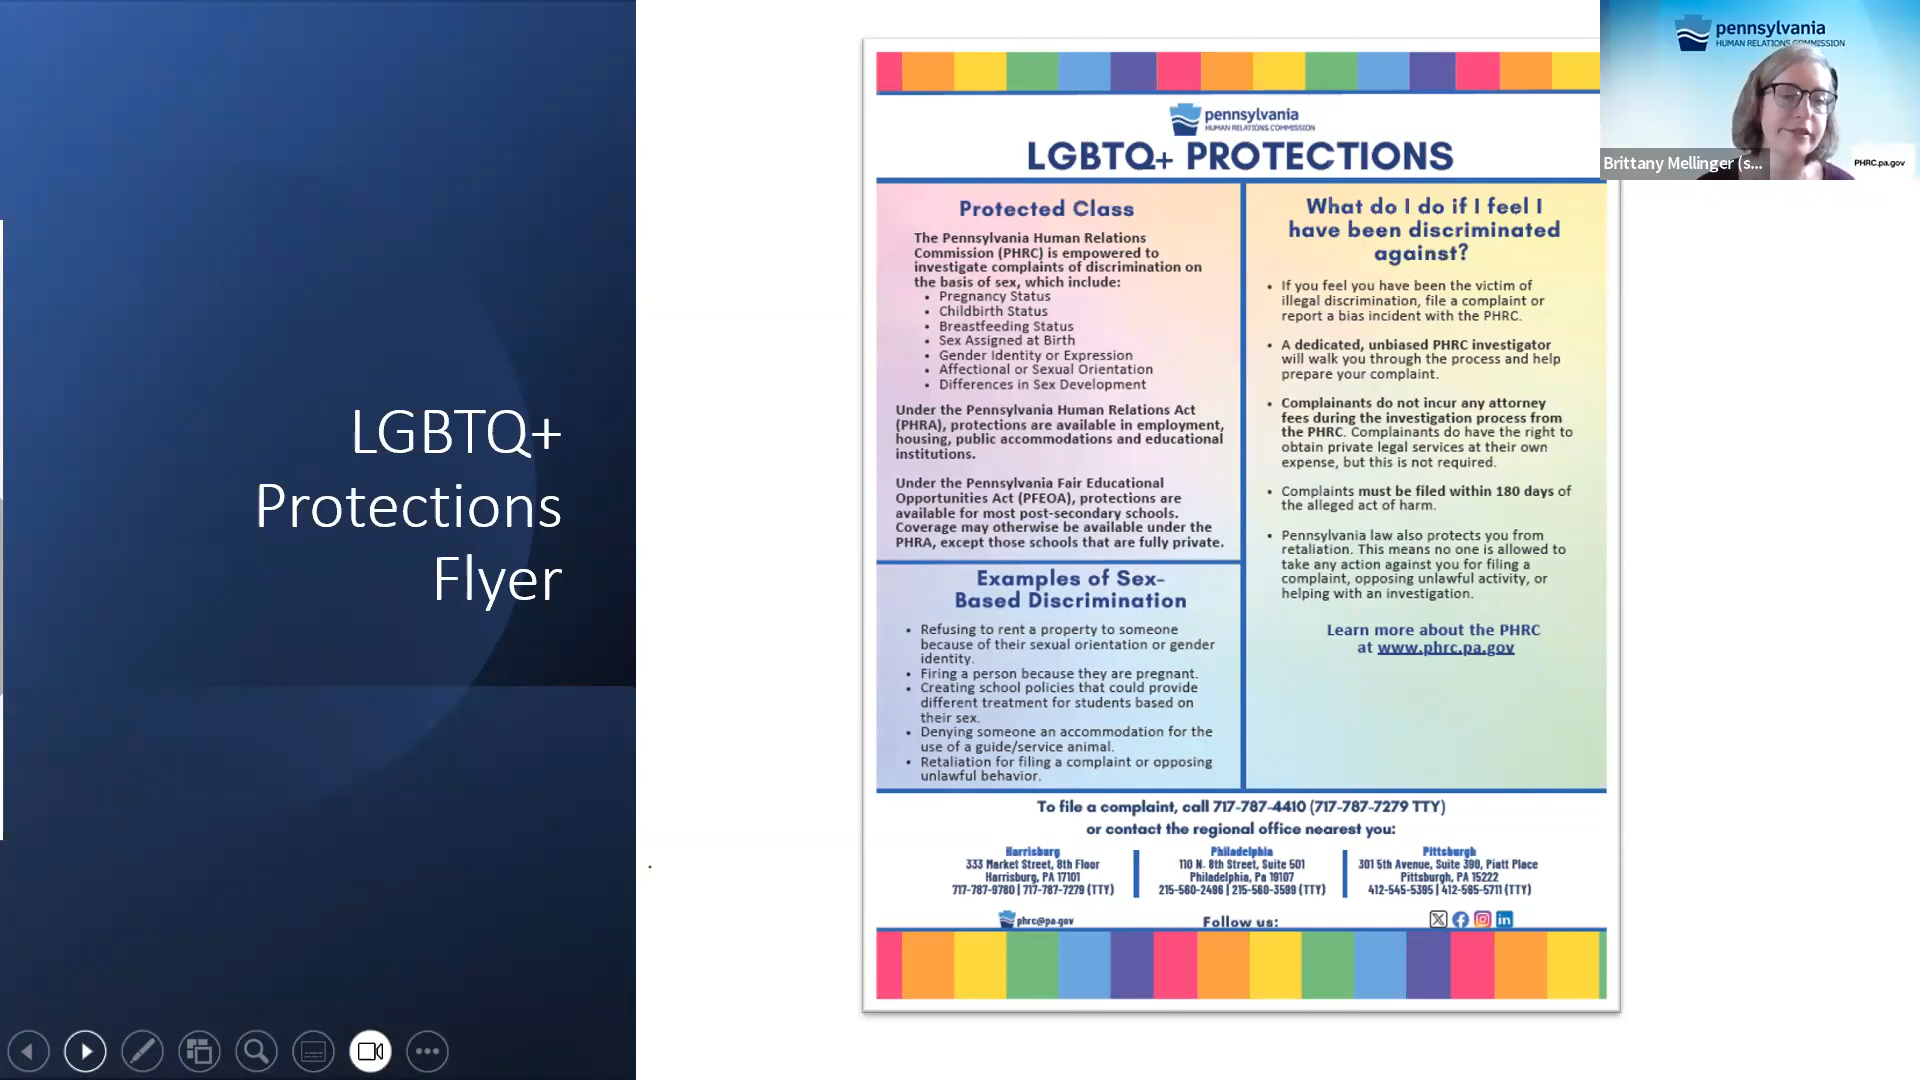 LGBTQ+
Protections
Flyer
pennsylvania
HUMAN RELATIONS COMMISSION
LGBTQ+ PROTECTIONS
Protected Class
The Pennsylvania Human Relations
Commission (PHRC) is empowered to
investigate complaints of discrimination on
the basis of sex, which include:
• Pregnancy Status
• Childbirth Status
• Breastfeeding Status
• Sex Assigned at Birth
• Gender Identity or Expression
• Affectional or Sexual Orientation
• Differences in Sex Development
Under the Pennsylvania Human Relations Act
(PHRA), protections are available in employment,
housing, public accommodations and educational
institutions.
Under the Pennsylvania Fair Educational
Opportunities Act (PFEOA), protections are
available for most post-secondary schools.
Coverage may otherwise be available under the
PHRA, except those schools that are fully private.
Examples of Sex-
Based Discrimination
• Refusing to rent a property to someone
because of their sexual orientation or gender
identity.
• Firing a person because they are pregnant.
• Creating school policies that could provide
different treatment for students based on
their sex.
• Denying someone an accommodation for the
use of a guide/service animal.
• Retaliation for filing a complaint or opposing
unlawful behavior.
What do I do if I feel I
have been discriminated
against?
• If you feel you have been the victim of
illegal discrimination, file a complaint or
report a bias incident with the PHRC.
• A dedicated, unbiased PHRC investigator
will walk you through the process and help
prepare your complaint.
• Complainants do not incur any attorney
fees during the investigation process from
the PHRC. Complainants do have the right to
obtain private legal services at their own
expense, but this is not required.
• Complaints must be filed within 180 days of
the alleged act of harm.
• Pennsylvania law also protects you from
retaliation. This means no one is allowed to
take any action against you for filing a
complaint, opposing unlawful activity, or
helping with an investigation.
Learn more about the PHRC
at www.phrc.pa.gov
To file a complaint, call 717-787-4410 (717-787-7279 TTY)
or contact the regional office nearest you:
Harrisburg
333 Market Street, 8th Floor
Harrisburg, PA 17101
717-787-9780 | 717-787-7279 (TTY)
Philadelphia
110 N. 8th Street, Suite 501
Philadelphia, Pa 19107
215-560-2496 | 215-560-3599 (TTY)
Pittsburgh
301 5th Avenue, Suite 390, Piatt Place
Pittsburgh, PA 15222
412-545-5395 | 412-565-5711 (TTY)
phrc@pa.gov
Follow us:
pennsylvania
HUMAN RELATIONS COMMISSION
Brittany Mellinger (s...
PHRC.pa.gov